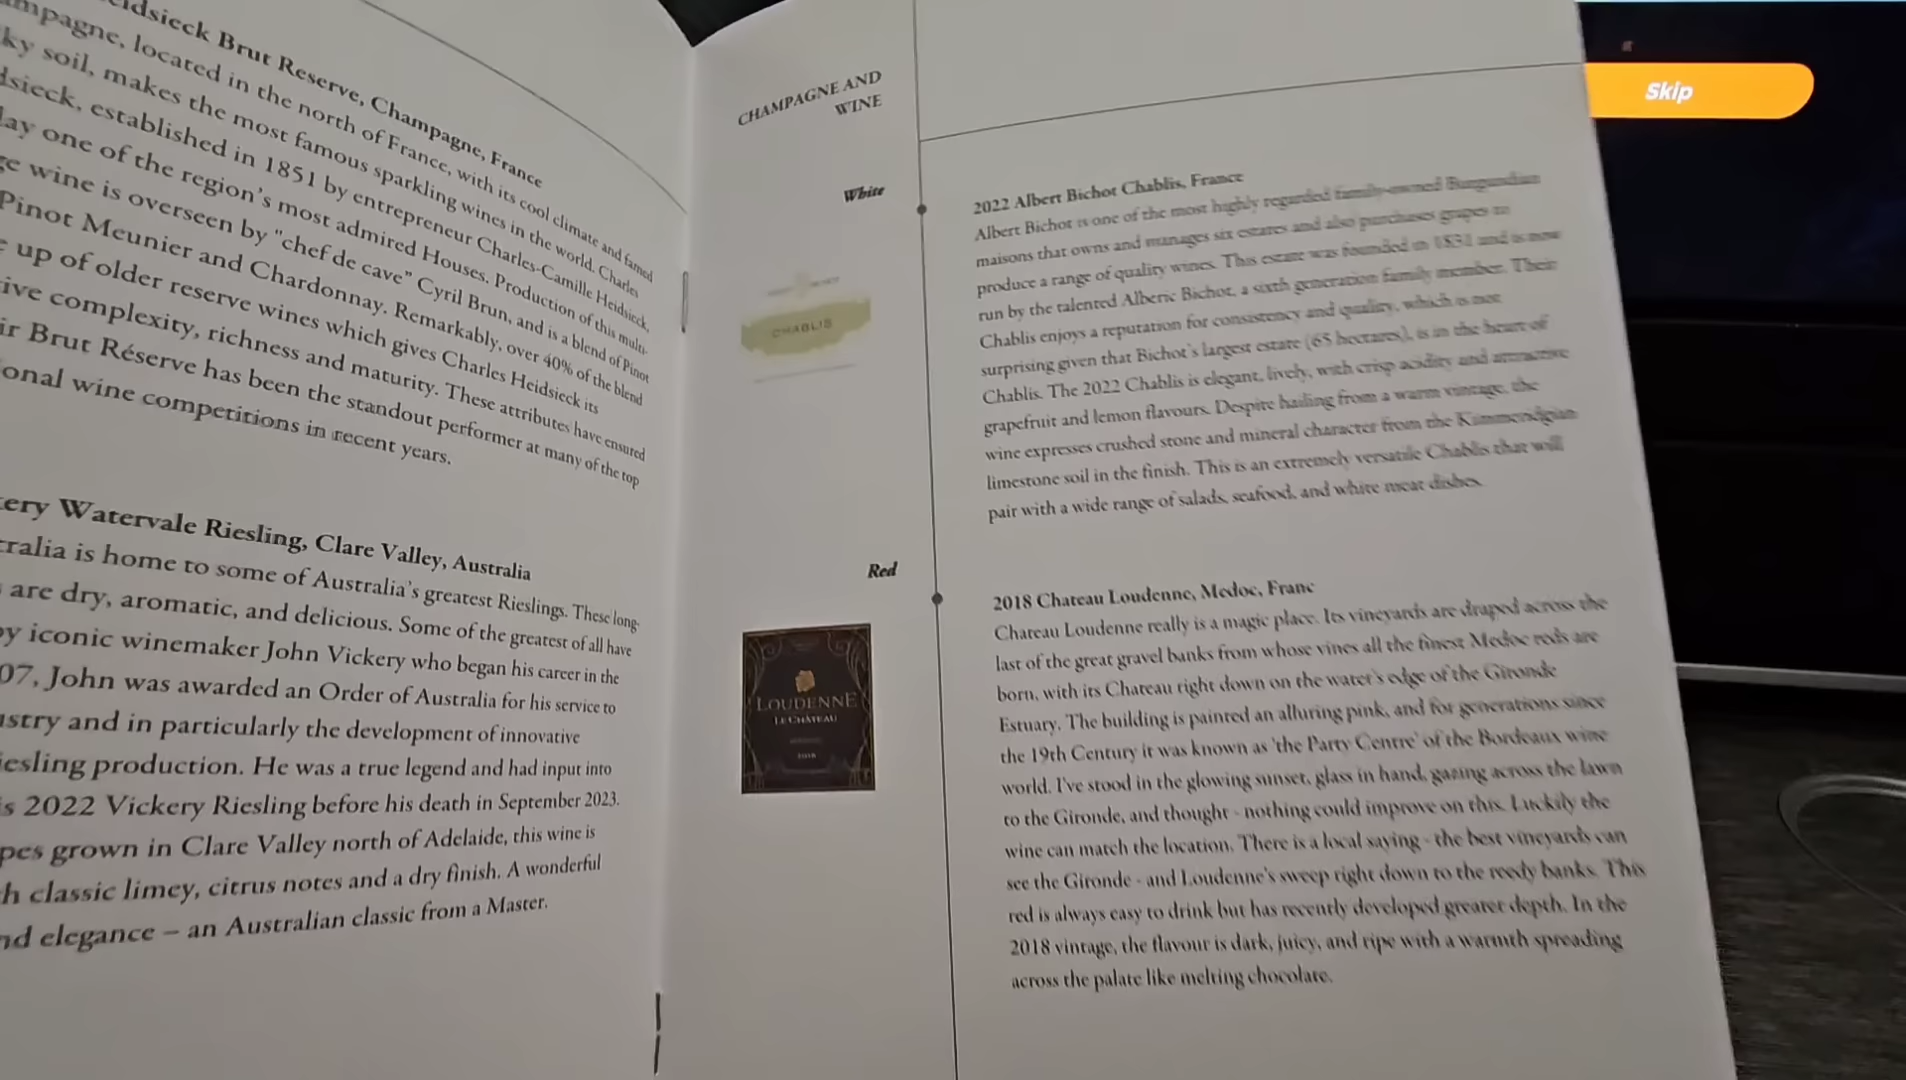 eidsieck Brut Reserve, Champagne, France
ampagne, located in the north of France, with its cool climate and famed
ky soil, makes the most famous sparkling wines in the world. Charles
dsieck, established in 1851 by entrepreneur Charles-Camille Heidsieck,
day one of the region's most admired Houses. Production of this multi-
ge wine is overseen by "chef de cave" Cyril Brun, and is a blend of Pinot
Pinot Meunier and Chardonnay. Remarkably, over 40% of the blend
e up of older reserve wines which gives Charles Heidsieck its
ive complexity, richness and maturity. These attributes have ensured
ir Brut Réserve has been the standout performer at many of the top
onal wine competitions in recent years.
kery Watervale Riesling, Clare Valley, Australia
tralia is home to some of Australia's greatest Rieslings. These long-
are dry, aromatic, and delicious. Some of the greatest of all have
by iconic winemaker John Vickery who began his career in the
07, John was awarded an Order of Australia for his service to
ustry and in particularly the development of innovative
iesling production. He was a true legend and had input into
is 2022 Vickery Riesling before his death in September 2023.
pes grown in Clare Valley north of Adelaide, this wine is
h classic limey, citrus notes and a dry finish. A wonderful
nd elegance – an Australian classic from a Master.
CHAMPAGNE AND
WINE
White
CHABLIS
2022 Albert Bichot Chablis, France
Albert Bichot is one of the most highly regarded family-owned Burgundian
maisons that owns and manages six estates and also purchases grapes to
produce a range of quality wines. This estate was founded in 1831 and is now
run by the talented Alberic Bichot, a sixth generation family member. Their
Chablis enjoys a reputation for consistency and quality, which is not
surprising given that Bichot's largest estate (65 hectares), is in the heart of
Chablis. The 2022 Chablis is elegant, lively, with crisp acidity and attractive
grapefruit and lemon flavours. Despite hailing from a warm vintage, the
wine expresses crushed stone and mineral character from the Kimmeridgian
limestone soil in the finish. This is an extremely versatile Chablis that will
pair with a wide range of salads, seafood, and white meat dishes.
Red
LOUDENNE
LE CHATEAU
2018
2018 Chateau Loudenne, Medoc, Franc
Chateau Loudenne really is a magic place. Its vineyards are draped across the
last of the great gravel banks from whose vines all the finest Medoc reds are
born, with its Chateau right down on the water's edge of the Gironde
Estuary. The building is painted an alluring pink, and for generations since
the 19th Century it was known as 'the Party Centre' of the Bordeaux wine
world. I've stood in the glowing sunset, glass in hand, gazing across the lawn
to the Gironde, and thought - nothing could improve on this. Luckily the
wine can match the location. There is a local saying - the best vineyards can
see the Gironde - and Loudenne's sweep right down to the reedy banks. This
red is always easy to drink but has recently developed greater depth. In the
2018 vintage, the flavour is dark, juicy, and ripe with a warmth spreading
across the palate like melting chocolate.
Skip